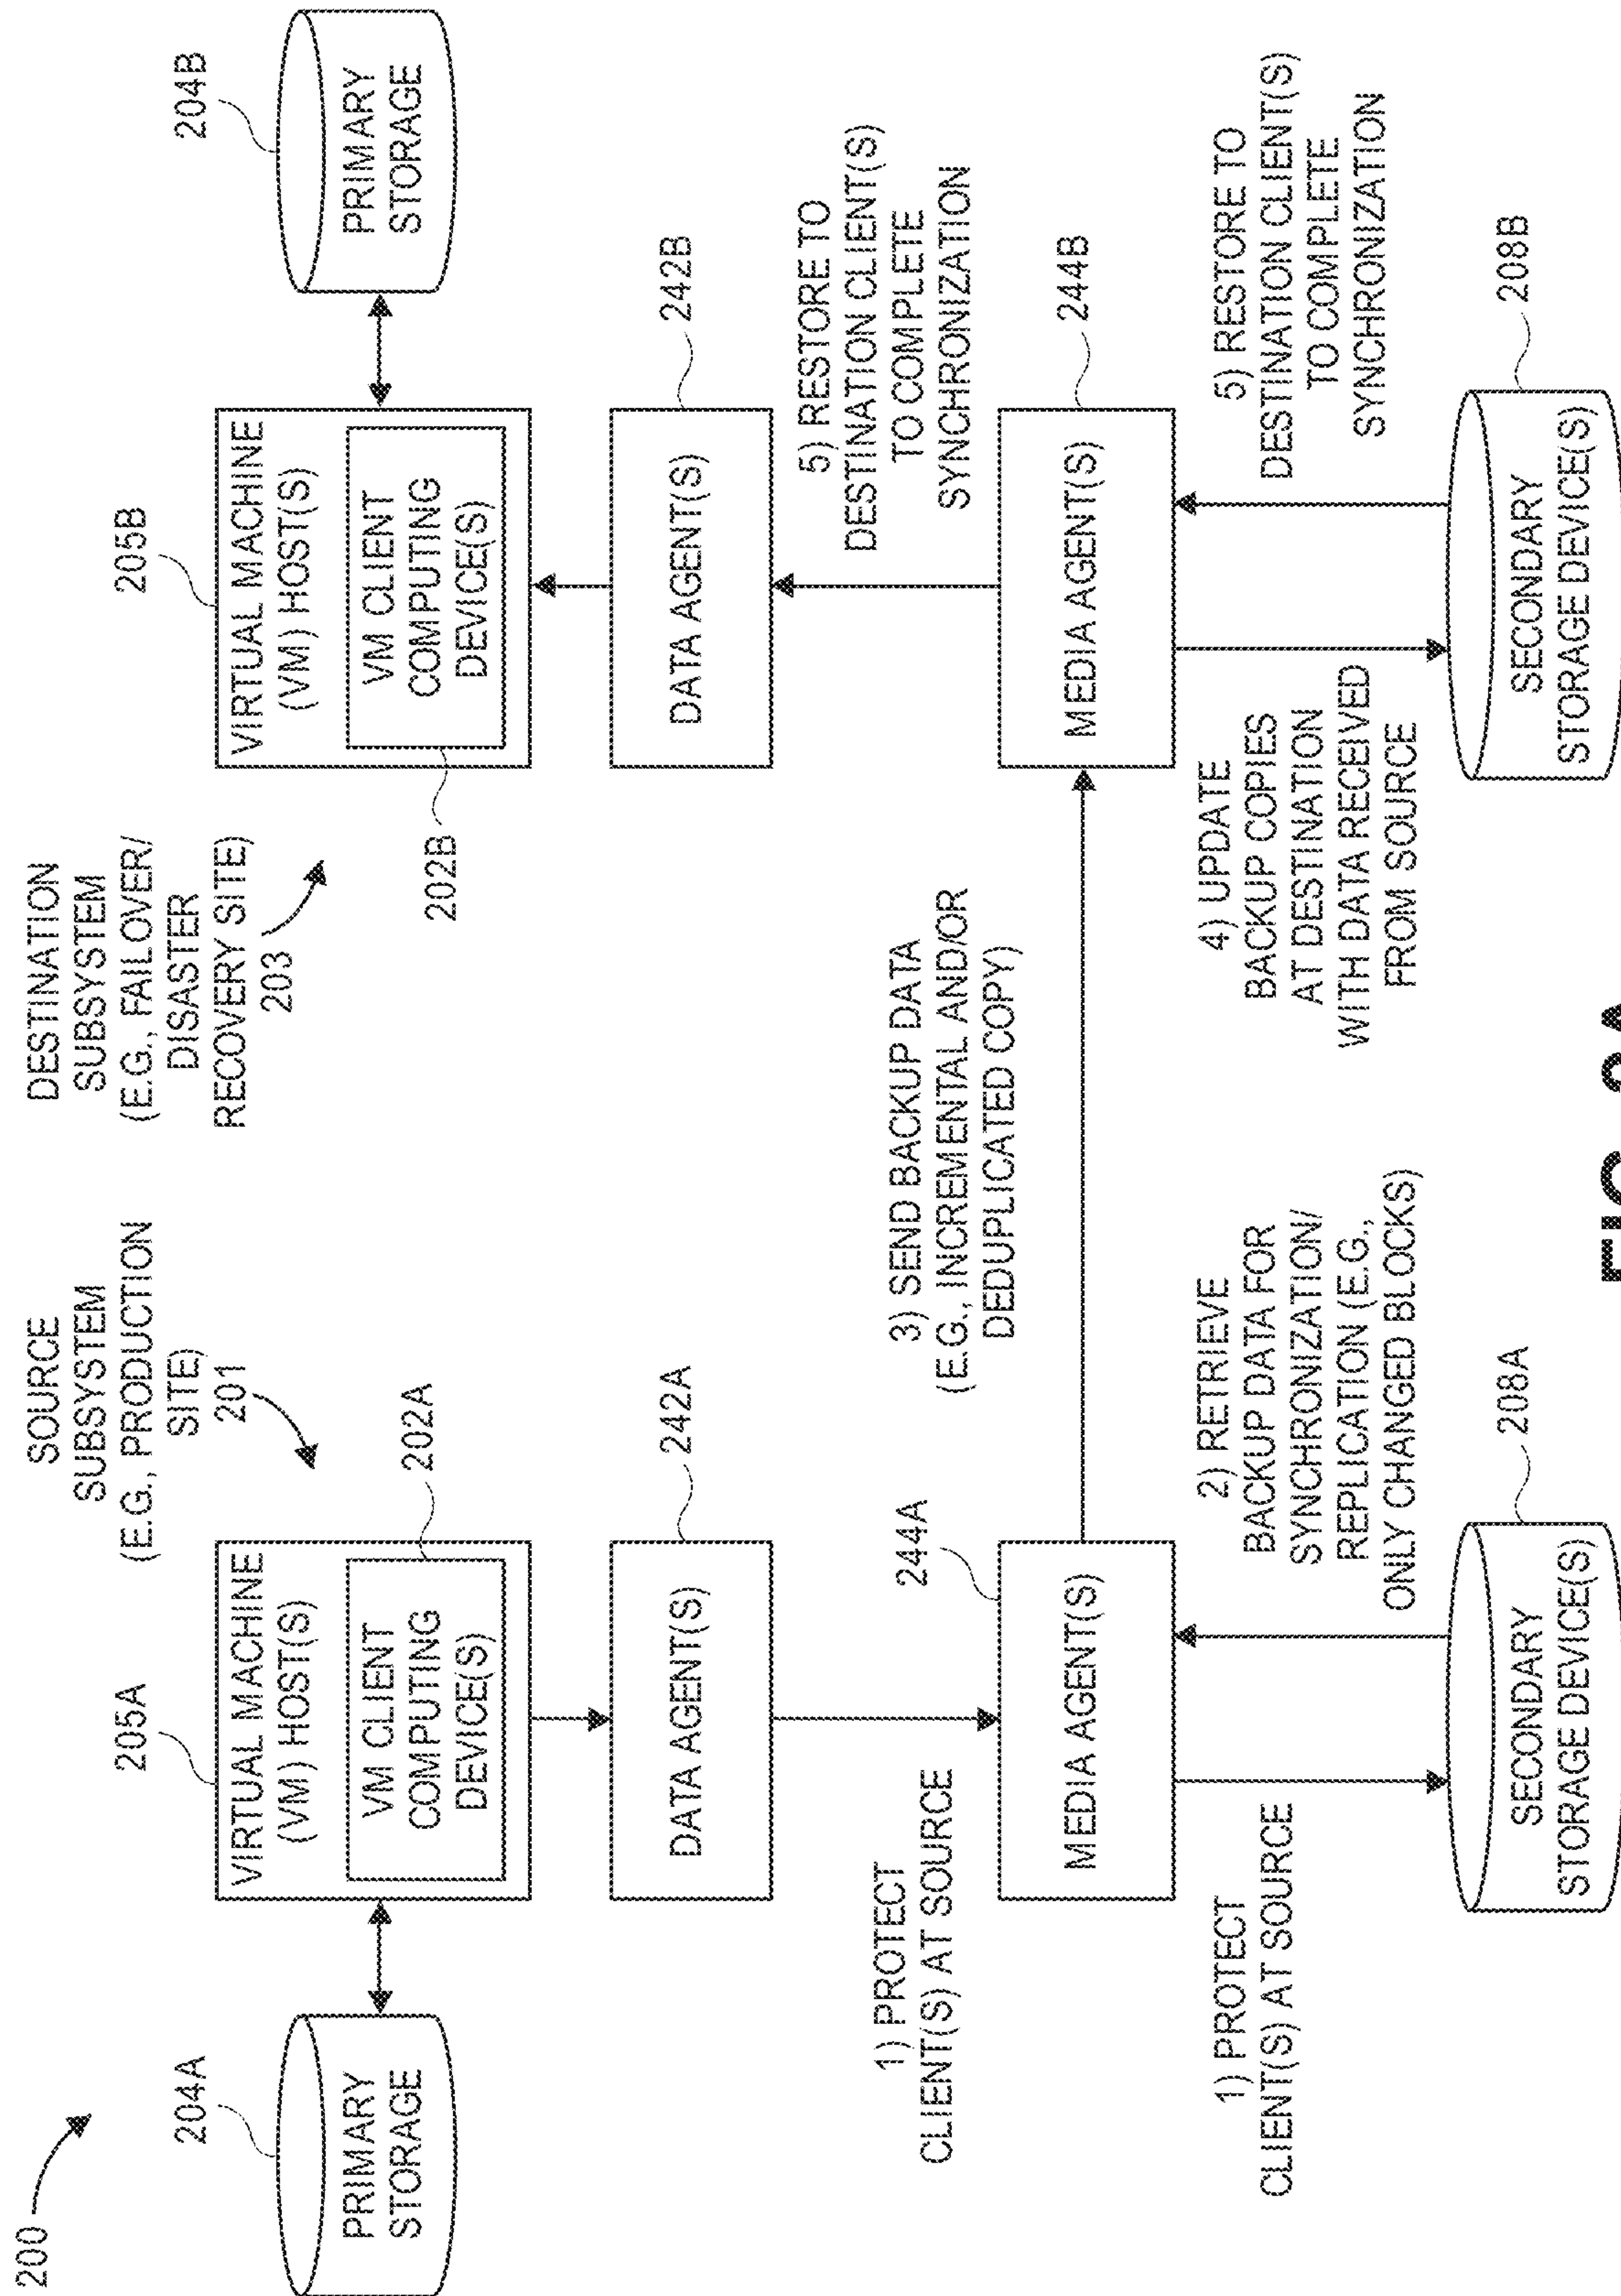 200
SOURCE
SUBSYSTEM
(E.G., PRODUCTION
SITE)
201
DESTINATION
SUBSYSTEM
(E.G., FAILOVER/
DISASTER
RECOVERY SITE)
203
204A
PRIMARY
STORAGE
205A
VIRTUAL MACHINE
(VM) HOST(S)
VM CLIENT
COMPUTING
DEVICE(S)
202A
205B
VIRTUAL MACHINE
(VM) HOST(S)
VM CLIENT
COMPUTING
DEVICE(S)
202B
204B
PRIMARY
STORAGE
DATA AGENT(S)
242A
DATA AGENT(S)
242B
1) PROTECT
CLIENT(S) AT SOURCE
3) SEND BACKUP DATA
(E.G., INCREMENTAL AND/OR
DEDUPLICATED COPY)
5) RESTORE TO
DESTINATION CLIENT(S)
TO COMPLETE
SYNCHRONIZATION
244A
MEDIA AGENT(S)
MEDIA AGENT(S)
244B
1) PROTECT
CLIENT(S) AT SOURCE
2) RETRIEVE
BACKUP DATA FOR
SYNCHRONIZATION/
REPLICATION (E.G.,
ONLY CHANGED BLOCKS)
4) UPDATE
BACKUP COPIES
AT DESTINATION
WITH DATA RECEIVED
FROM SOURCE
5) RESTORE TO
DESTINATION CLIENT(S)
TO COMPLETE
SYNCHRONIZATION
SECONDARY
STORAGE DEVICE(S)
208A
SECONDARY
STORAGE DEVICE(S)
208B